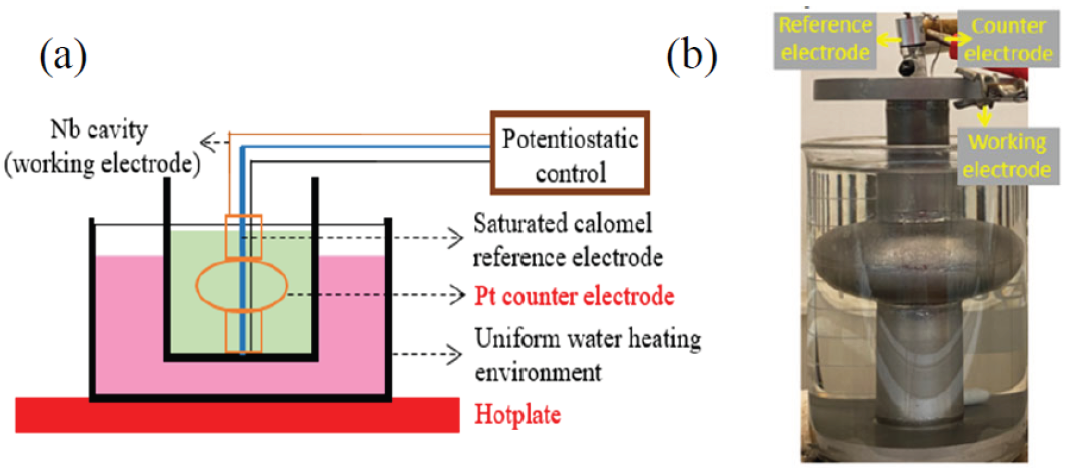 (a)
Nb cavity
(working electrode)
Potentiostatic
control
Saturated calomel
reference electrode
Pt counter electrode
Uniform water heating
environment
Hotplate
(b)
Reference
electrode
Counter
electrode
Working
electrode